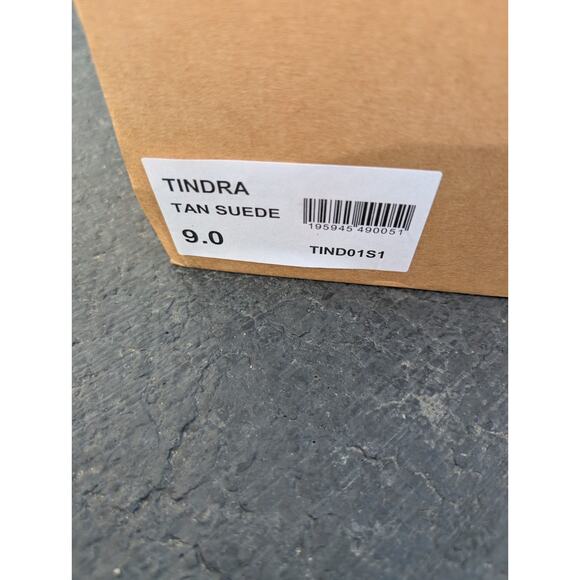 TINDRA
TAN SUEDE
9.0
195945 490051
TIND01S1